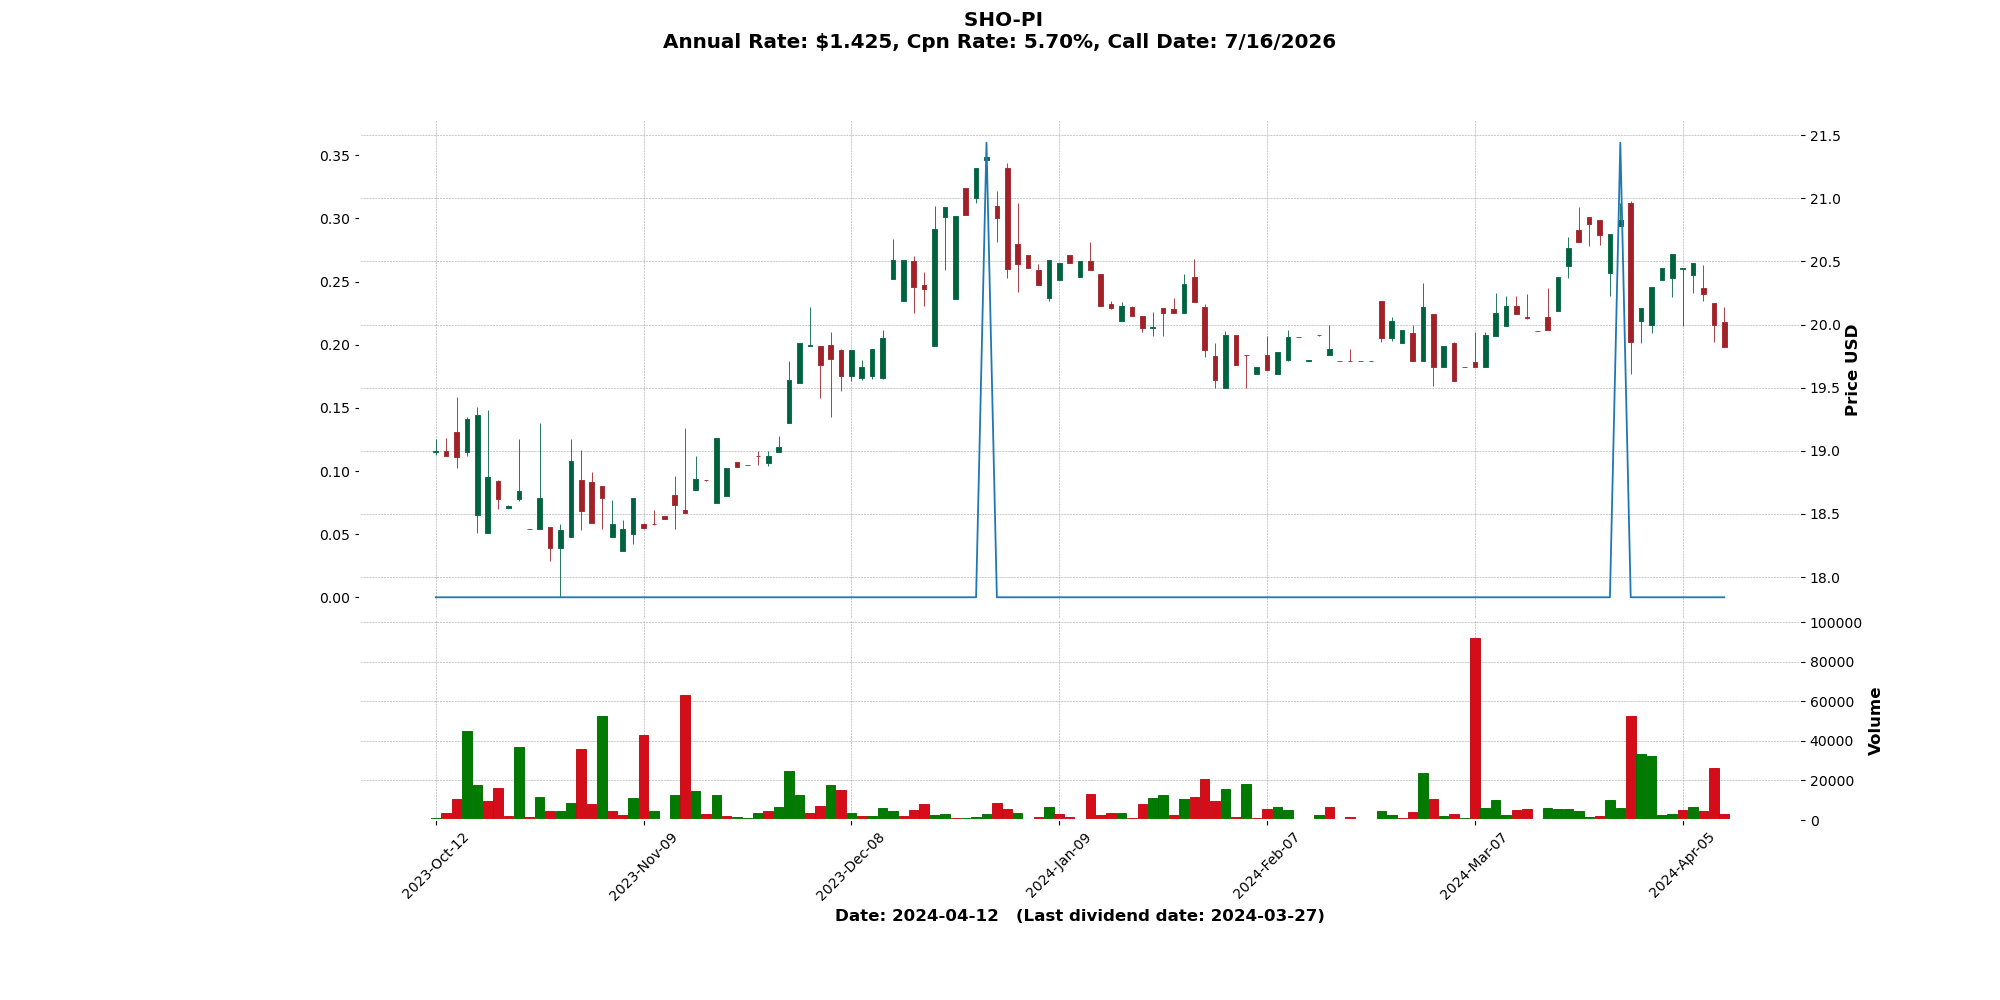 SHO-PI
Annual Rate: $1.425, Cpn Rate: 5.70%, Call Date: 7/16/2026
0.35
0.30
0.25
0.20
0.15
0.10
0.05
0.00
21.5
21.0
20.5
20.0
19.5
19.0
18.5
18.0
Price USD
100000
80000
60000
40000
20000
0
Volume
2023-Oct-12
2023-Nov-09
2023-Dec-08
2024-Jan-09
2024-Feb-07
2024-Mar-07
2024-Apr-05
Date: 2024-04-12 (Last dividend date: 2024-03-27)